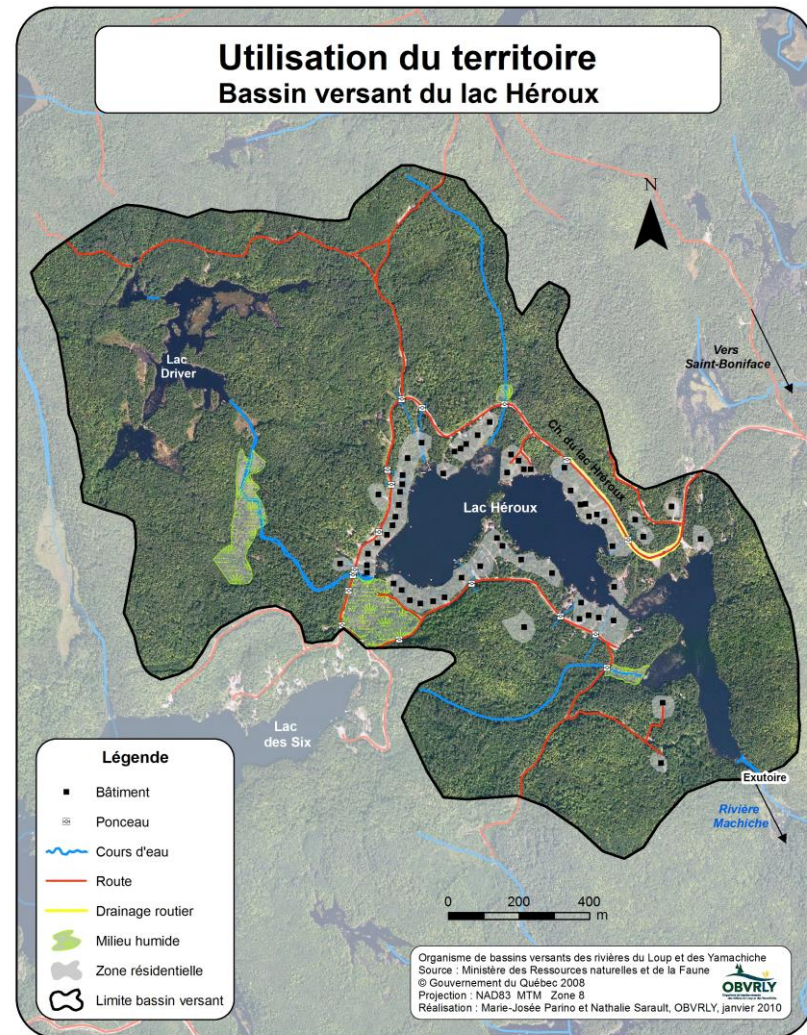 Utilisation du territoire
Bassin versant du lac Héroux
N
Vers
Saint-Boniface
Lac
Driver
Ch. du lac Hiéroux
Lac Héroux
Lac
des Six
Exutoire
Rivière
Machiche
Légende
Bâtiment
Ponceau
Cours d'eau
Route
Drainage routier
Milieu humide
Zone résidentielle
Limite bassin versant
0 200 400
m
Organisme de bassins versants des rivières du Loup et des Yamachiche
Source : Ministère des Ressources naturelles et de la Faune
© Gouvernement du Québec 2008
Projection : NAD83 MTM Zone 8
Réalisation : Marie-Josée Parino et Nathalie Sarault, OBVRLY, janvier 2010
OBVRLY